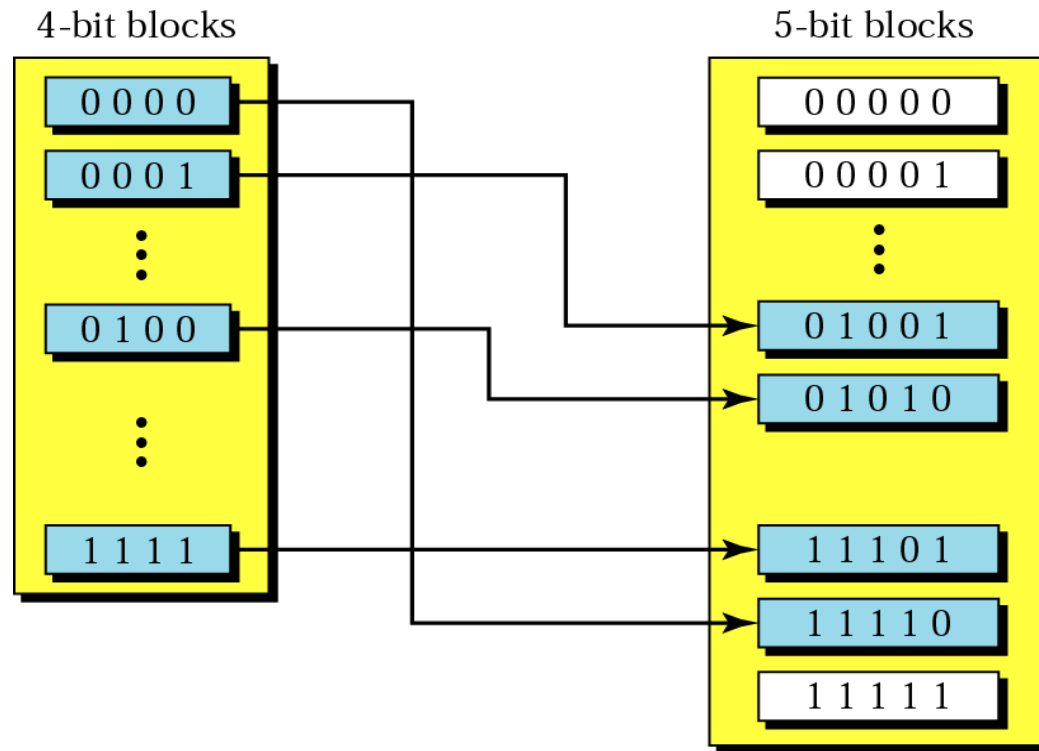 4-bit blocks
0 0 0 0
0 0 0 1
0 1 0 0
1 1 1 1
5-bit blocks
0 0 0 0 0
0 0 0 0 1
0 1 0 0 1
0 1 0 1 0
1 1 1 0 1
1 1 1 1 0
1 1 1 1 1